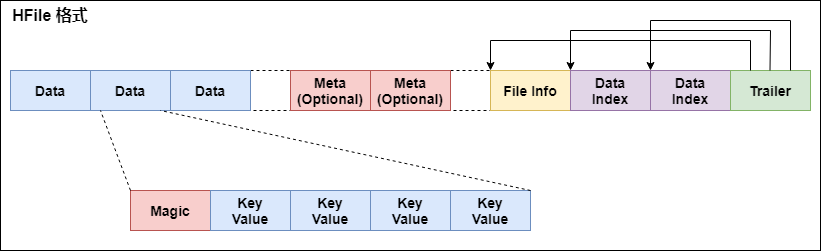 HFile 格式
Data
Data
Data
Meta
(Optional)
Meta
(Optional)
File Info
Data
Index
Data
Index
Trailer
Magic
Key
Value
Key
Value
Key
Value
Key
Value